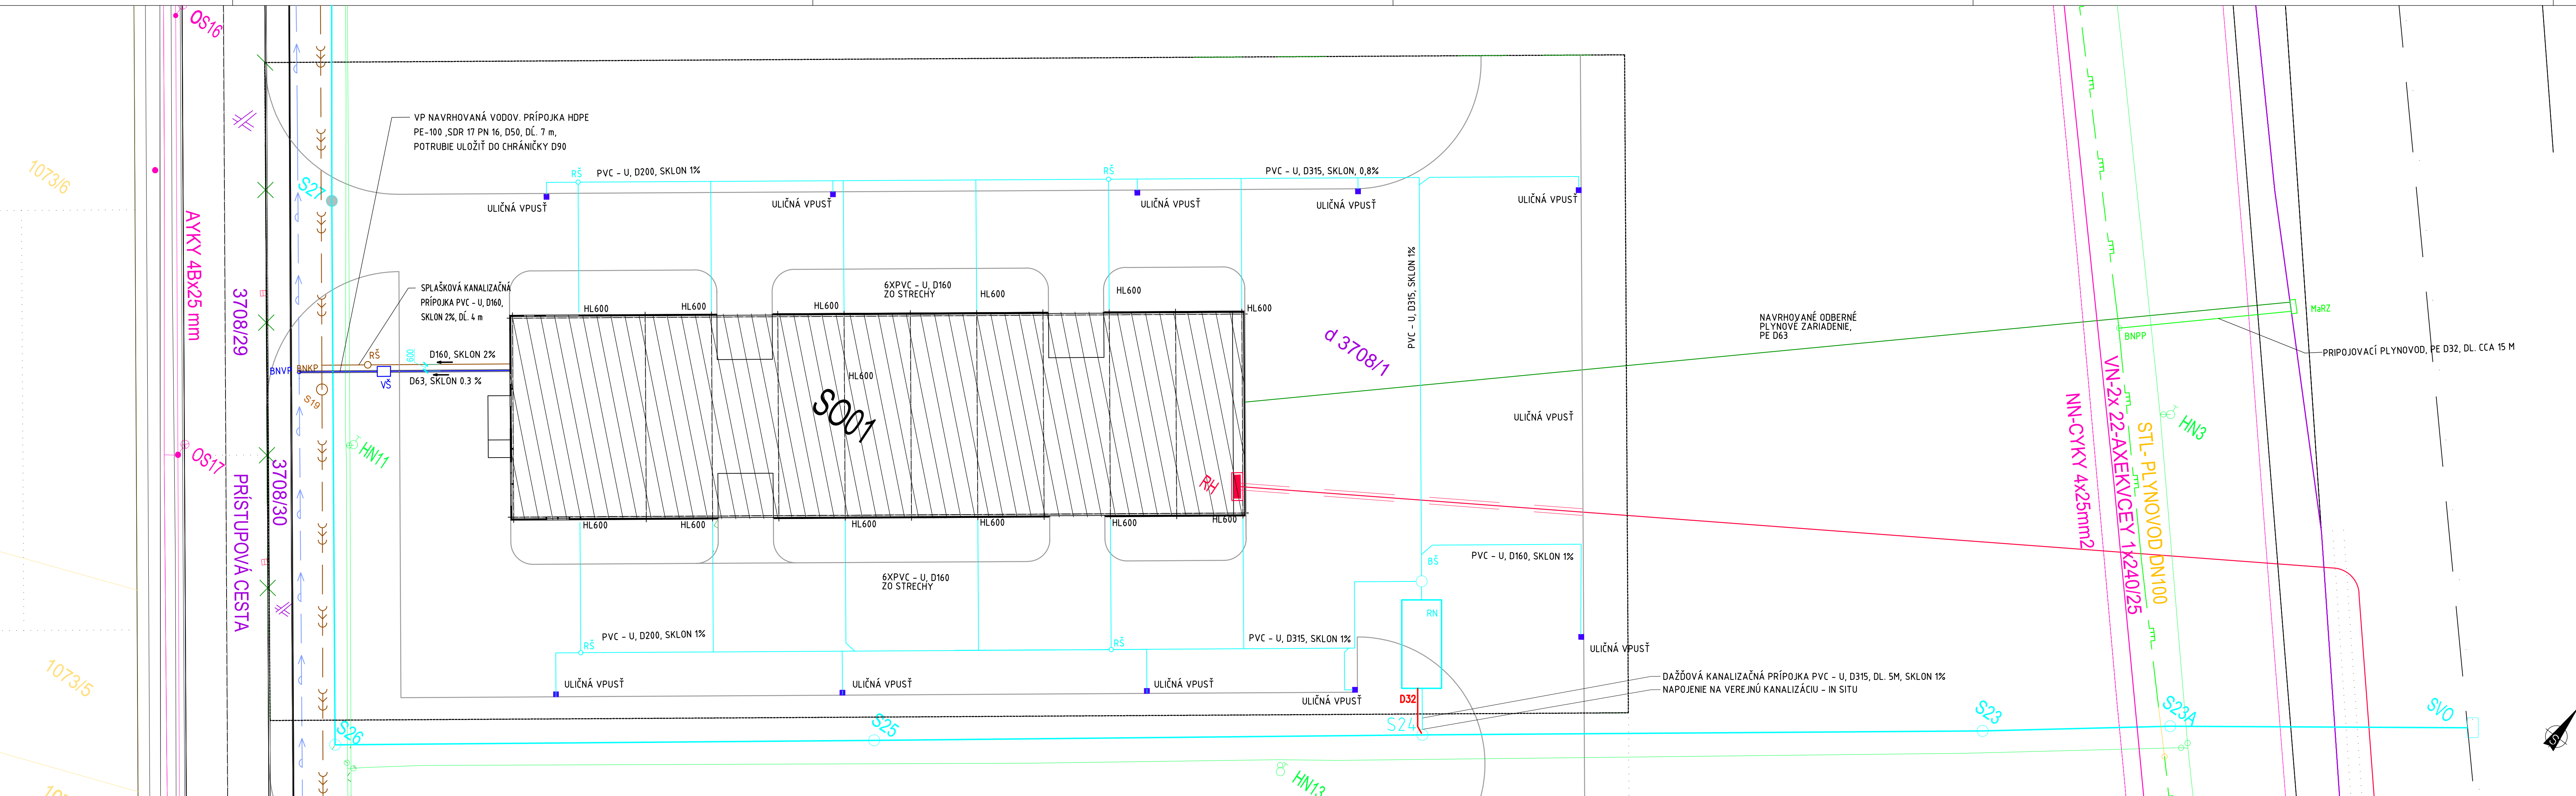 OS16
VP NAVRHOVANÁ VODOV. PRÍPOJKA HDPE
PE-100 ,SDR 17 PN 16, D50, DĹ. 7 m,
POTRUBIE ULOŽIŤ DO CHRÁNIČKY D90
1073/6
S27
RŠ
PVC - U, D200, SKLON 1%
RŠ
PVC - U, D315, SKLON, 0,8%
ULIČNÁ VPUSŤ
ULIČNÁ VPUSŤ
ULIČNÁ VPUSŤ
ULIČNÁ VPUSŤ
ULIČNÁ VPUSŤ
AYKY 4Bx25 mm
3708/29
SPLAŠKOVÁ KANALIZAČNÁ
PRÍPOJKA PVC - U, D160,
SKLON 2%, DĹ. 4 m
6XPVC - U, D160
ZO STRECHY
HL600
HL600
HL600
HL600
HL600
HL600
PVC - U, D315, SKLON 1%
d 3708/1
NAVRHOVANÉ ODBERNÉ
PLYNOVÉ ZARIADENIE,
PE D63
MaRZ
BNPP
PRIPOJOVACÍ PLYNOVOD, PE D32, DL. CCA 15 M
RŠ
600
D160, SKLON 2%
BNVP
BNKP
D63, SKLON 0.3 %
VŠ
S19
HL600
SO01
ULIČNÁ VPUSŤ
HN11
HN3
OS17
3708/30
PRÍSTUPOVÁ CESTA
RH
NN-CYKY 4x25mm2
VN-2x 22-AXEKVCEY 1x240/25
STL- PLYNOVOD DN100
HL600
HL600
HL600
HL600
HL600
HL600
6XPVC - U, D160
ZO STRECHY
BŠ
PVC - U, D160, SKLON 1%
RN
RŠ
PVC - U, D200, SKLON 1%
RŠ
PVC - U, D315, SKLON 1%
ULIČNÁ VPUSŤ
1073/5
ULIČNÁ VPUSŤ
ULIČNÁ VPUSŤ
ULIČNÁ VPUSŤ
ULIČNÁ VPUSŤ
D32
DAŽĎOVÁ KANALIZAČNÁ PRÍPOJKA PVC - U, D315, DL. 5M, SKLON 1%
NAPOJENIE NA VEREJNÚ KANALIZÁCIU - IN SITU
S26
S25
S24
S23
S23A
SVO
HN13
S